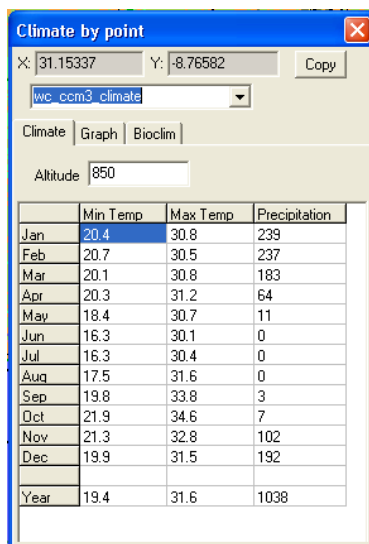 Climate by point
X: 31.15337 Y: -8.76582 Copy
wc_ccm3_climate
Climate Graph Bioclim
Altitude 850
Min Temp Max Temp Precipitation
Jan 20.4 30.8 239
Feb 20.7 30.5 237
Mar 20.1 30.8 183
Apr 20.3 31.2 64
May 18.4 30.7 11
Jun 16.3 30.1 0
Jul 16.3 30.4 0
Aug 17.5 31.6 0
Sep 19.8 33.8 3
Oct 21.9 34.6 7
Nov 21.3 32.8 102
Dec 19.9 31.5 192
Year 19.4 31.6 1038